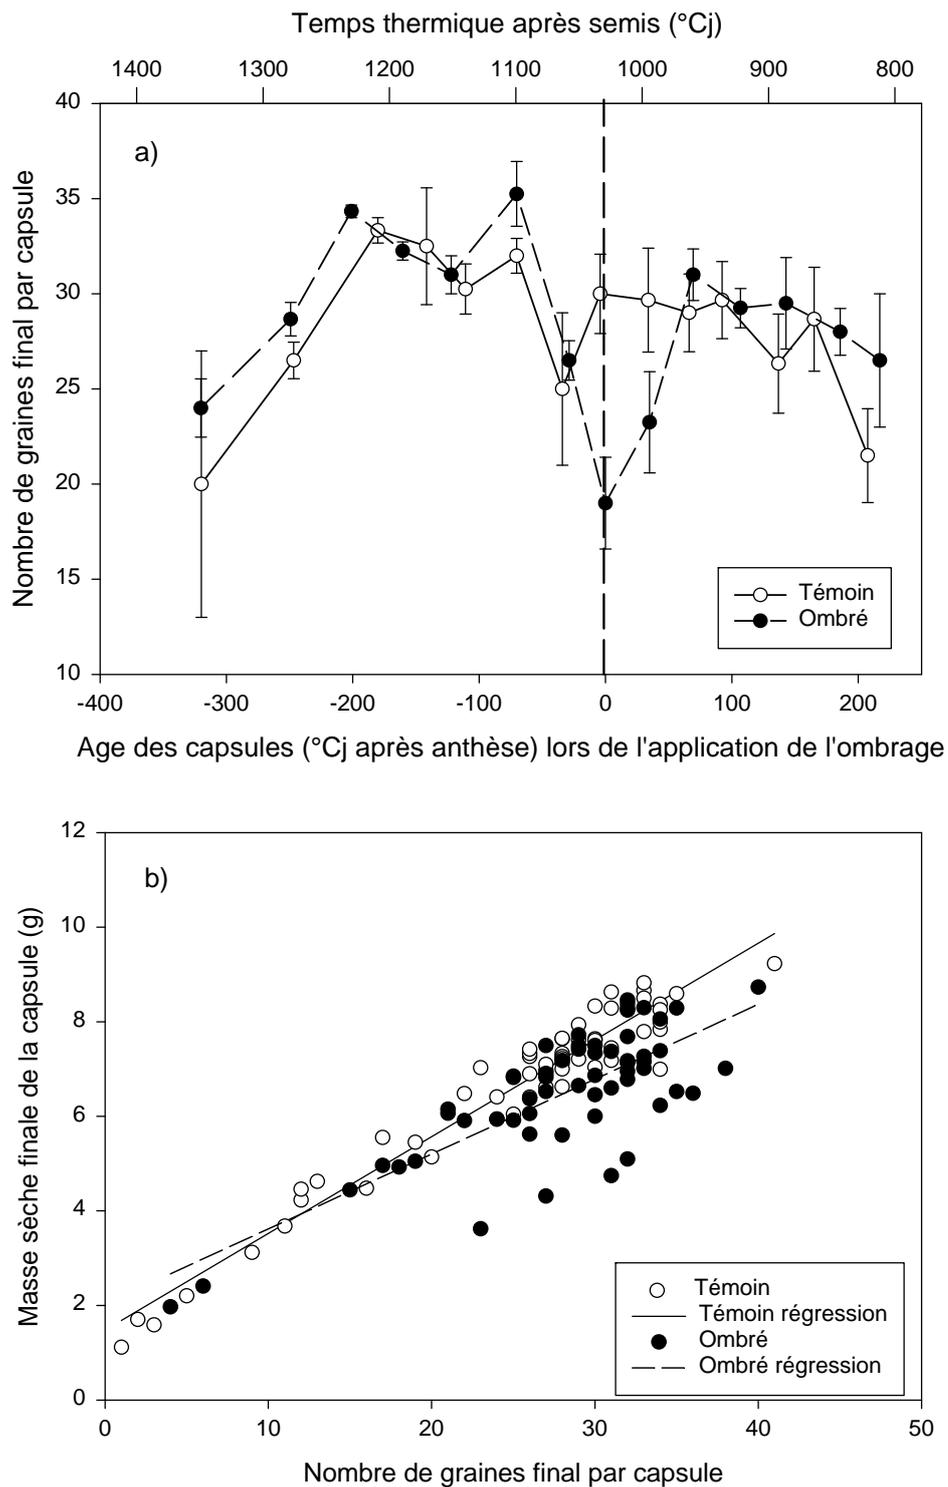 Temps thermique après semis (°Cj)
1400 1300 1200 1100 1000 900 800
a)
Nombre de graines final par capsule
40
35
30
25
20
15
10
Témoin
Ombré
-400 -300 -200 -100 0 100 200
Age des capsules (°Cj après anthèse) lors de l'application de l'ombrage
b)
Masse sèche finale de la capsule (g)
12
10
8
6
4
2
0
Témoin
Témoin régression
Ombré
Ombré régression
0 10 20 30 40 50
Nombre de graines final par capsule